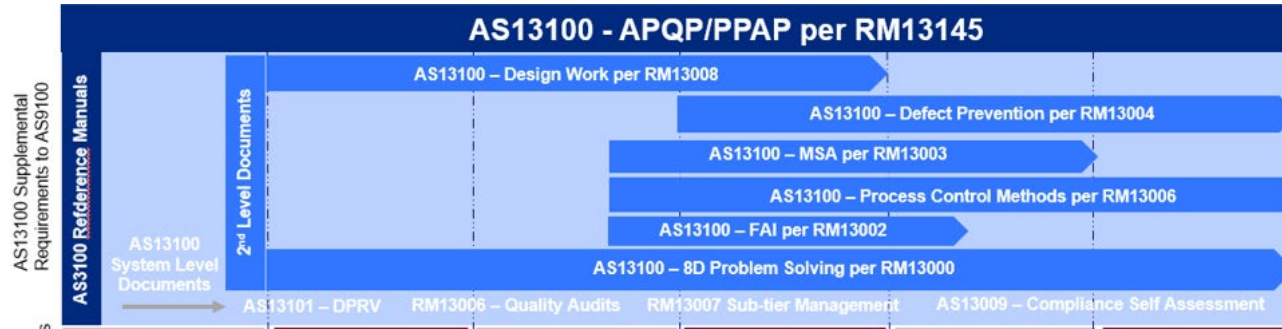 AS13100 - APQP/PPAP per RM13145
AS13100 Supplemental
Requirements to AS9100
AS3100 Refderence Manuals
2nd Level Documents
AS13100 – Design Work per RM13008
AS13100 – Defect Prevention per RM13004
AS13100 – MSA per RM13003
AS13100 – Process Control Methods per RM13006
AS13100 – FAI per RM13002
AS13100 – 8D Problem Solving per RM13000
AS13100
System Level
Documents
AS13101 – DPRV RM13006 – Quality Audits RM13007 Sub-tier Management AS13009 – Compliance Self Assessment